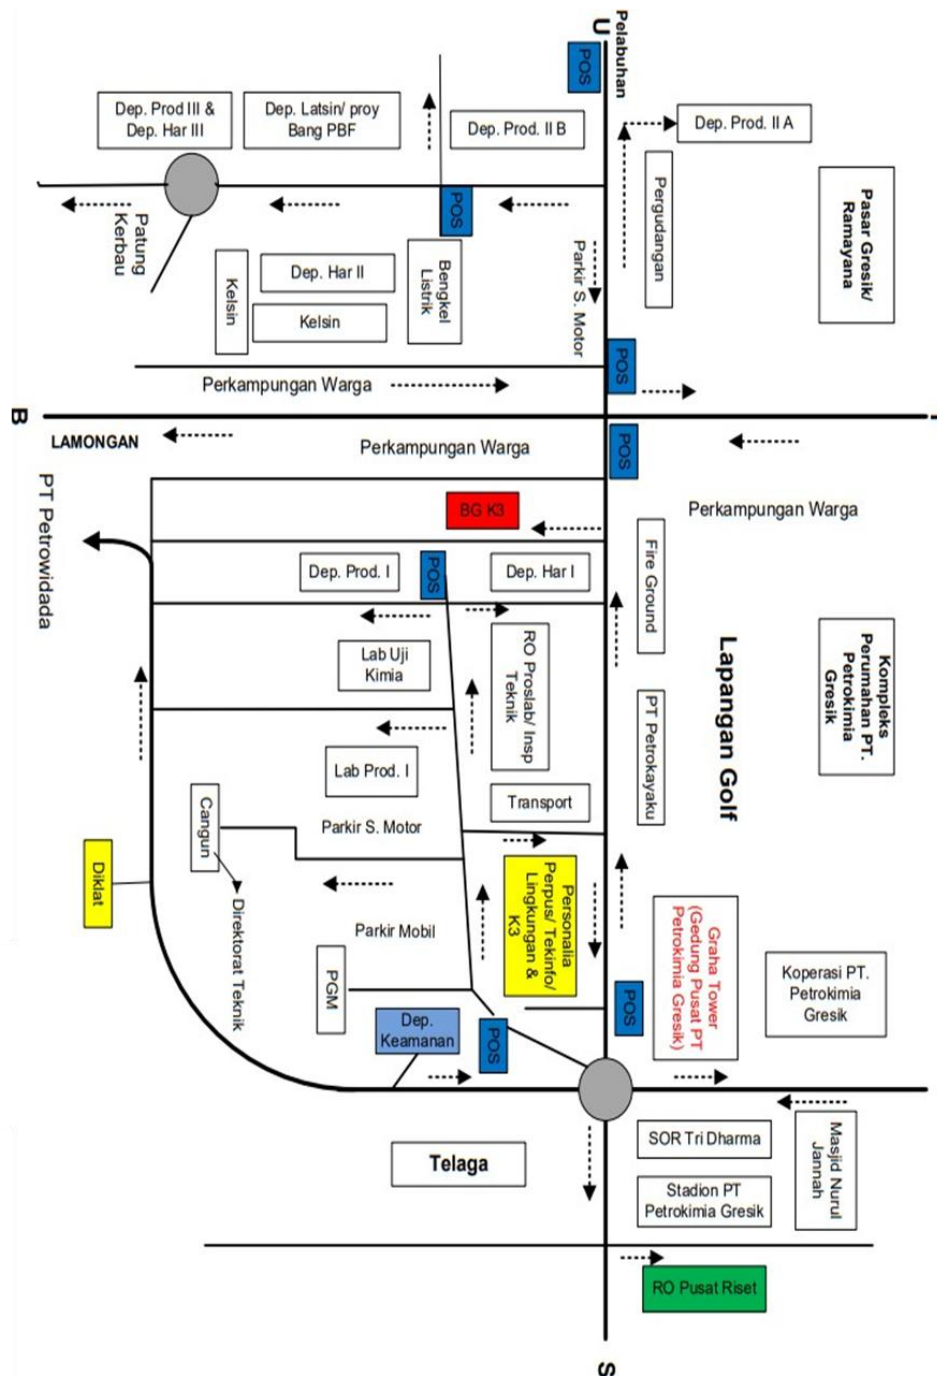 Pelabuhan
U
POS
Dep. Prod III &
Dep. Har III
Dep. Latsin/ proy
Bang PBF
Dep. Prod. II B
Dep. Prod. II A
Pergudangan
Pasar Gresik/
Ramayana
POS
Patung
Kerbau
Kelsin
Dep. Har II
Kelsin
Bengkel
Listrik
Parkir S. Motor
POS
Perkampungan Warga
B
LAMONGAN
Perkampungan Warga
POS
PT Petrowidada
BG K3
Perkampungan Warga
Dep. Prod. I
POS
Dep. Har I
Fire Ground
Lab Uji
Kimia
RO Proslab/ Insp
Teknik
PT Petrokayaku
Lapangan Golf
Kompleks
Perumahan PT.
Petrokimia
Gresik
Lab Prod. I
Transport
Cangun
Parkir S. Motor
Diklat
Direktorat Teknik
Parkir Mobil
Personalia
Perpus/ Tekinfo/
Lingkungan &
K3
Graha Tower
(Gedung Pusat PT
Petrokimia Gresik)
Koperasi PT.
Petrokimia
Gresik
PGM
POS
Dep.
Keamanan
POS
Telaga
SOR Tri Dharma
Masjid Nurul
Jannah
Stadion PT
Petrokimia Gresik
RO Pusat Riset
S